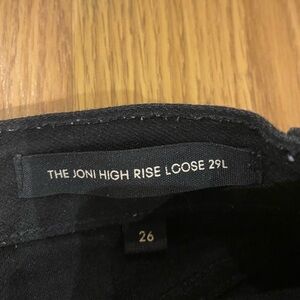 THE JONI HIGH RISE LOOSE 29L
26